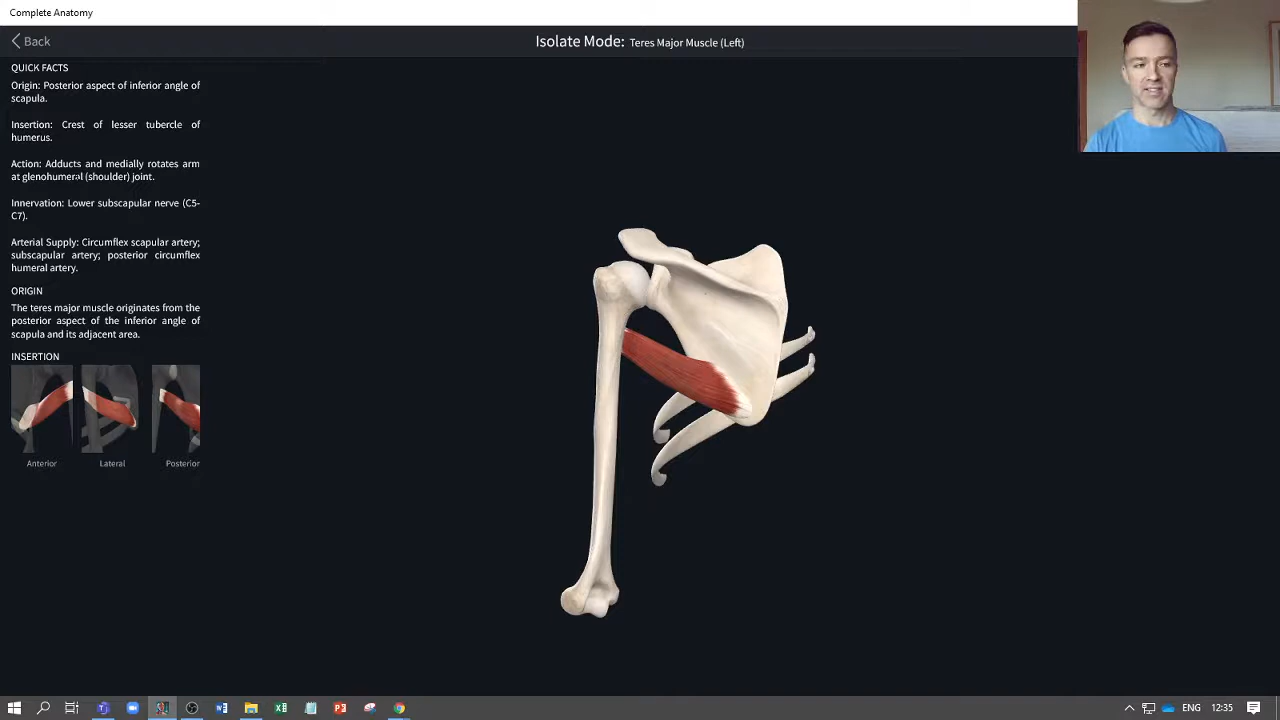 Complete Anatomy
Back
Isolate Mode: Teres Major Muscle (Left)
QUICK FACTS
Origin: Posterior aspect of inferior angle of
scapula.
Insertion: Crest of lesser tubercle of
humerus.
Action: Adducts and medially rotates arm
at glenohumeral (shoulder) joint.
Innervation: Lower subscapular nerve (C5-
C7).
Arterial Supply: Circumflex scapular artery;
subscapular artery; posterior circumflex
humeral artery.
ORIGIN
The teres major muscle originates from the
posterior aspect of the inferior angle of
scapula and its adjacent area.
INSERTION
Anterior Lateral Posterior
ENG 12:35